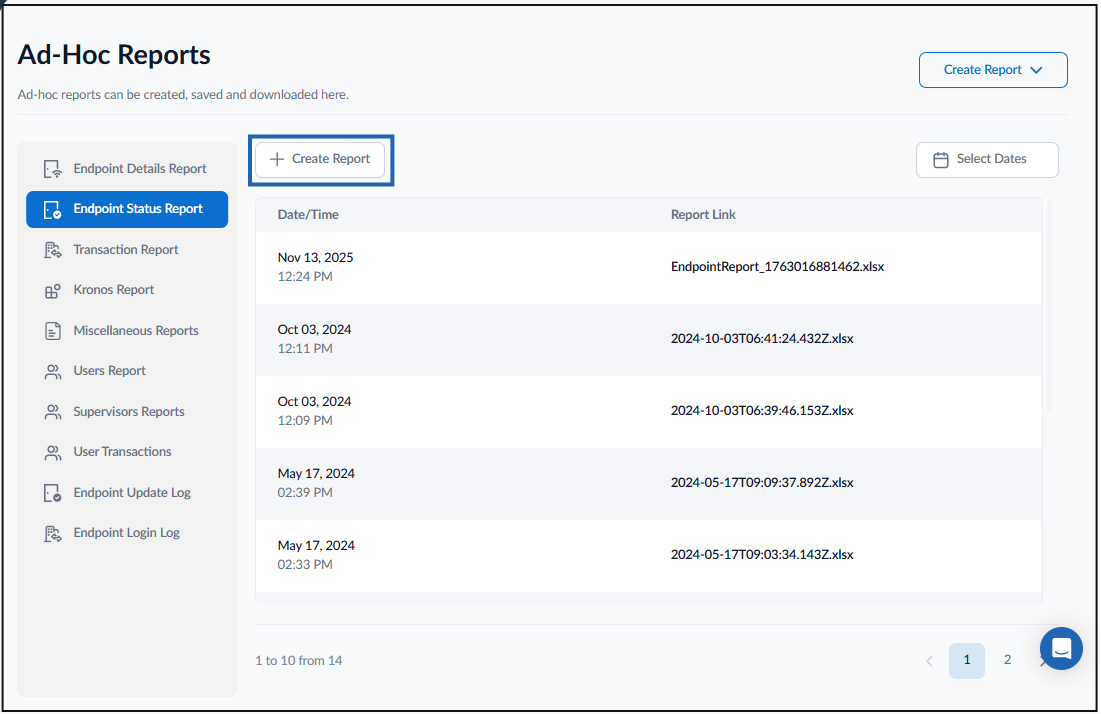 Ad-Hoc Reports
Create Report
Ad-hoc reports can be created, saved and downloaded here.
Endpoint Details Report
Endpoint Status Report
Transaction Report
Kronos Report
Miscellaneous Reports
Users Report
Supervisors Reports
User Transactions
Endpoint Update Log
Endpoint Login Log
Create Report
Select Dates
Date/Time Report Link
Nov 13, 2025
12:24 PM
EndpointReport_1763016881462.xlsx
Oct 03, 2024
12:11 PM
2024-10-03T06:41:24.432Z.xlsx
Oct 03, 2024
12:09 PM
2024-10-03T06:39:46.153Z.xlsx
May 17, 2024
02:39 PM
2024-05-17T09:09:37.892Z.xlsx
May 17, 2024
02:33 PM
2024-05-17T09:03:34.143Z.xlsx
1 to 10 from 14
1 2